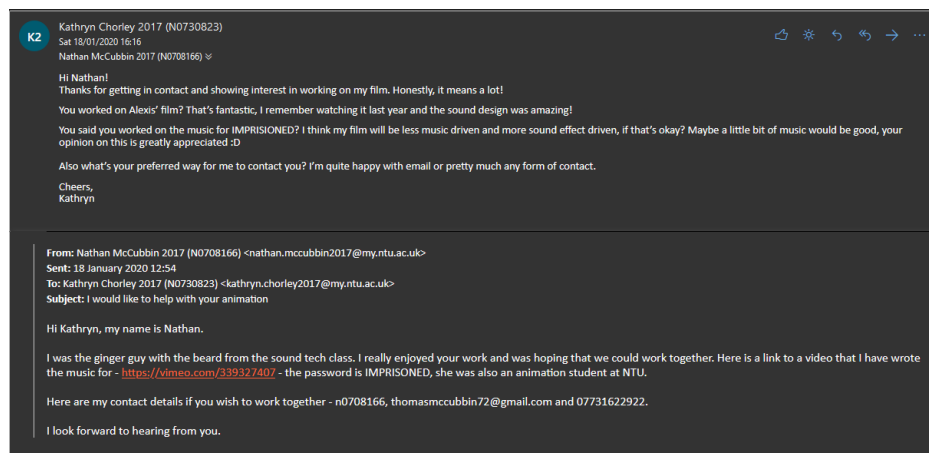 K2
Kathryn Chorley 2017 (N0730823)
Sat 18/01/2020 16:16
Nathan McCubbin 2017 (N0708166)
Hi Nathan!
Thanks for getting in contact and showing interest in working on my film. Honestly, it means a lot!
You worked on Alexis' film? That's fantastic, I remember watching it last year and the sound design was amazing!
You said you worked on the music for IMPRISIONED? I think my film will be less music driven and more sound effect driven, if that's okay? Maybe a little bit of music would be good, your
opinion on this is greatly appreciated :D
Also what's your preferred way for me to contact you? I'm quite happy with email or pretty much any form of contact.
Cheers,
Kathryn
From: Nathan McCubbin 2017 (N0708166) <nathan.mccubbin2017@my.ntu.ac.uk>
Sent: 18 January 2020 12:54
To: Kathryn Chorley 2017 (N0730823) <kathryn.chorley2017@my.ntu.ac.uk>
Subject: I would like to help with your animation
Hi Kathryn, my name is Nathan.
I was the ginger guy with the beard from the sound tech class. I really enjoyed your work and was hoping that we could work together. Here is a link to a video that I have wrote
the music for - https://vimeo.com/339327407 - the password is IMPRISONED, she was also an animation student at NTU.
Here are my contact details if you wish to work together - n0708166, thomasmccubbin72@gmail.com and 07731622922.
I look forward to hearing from you.